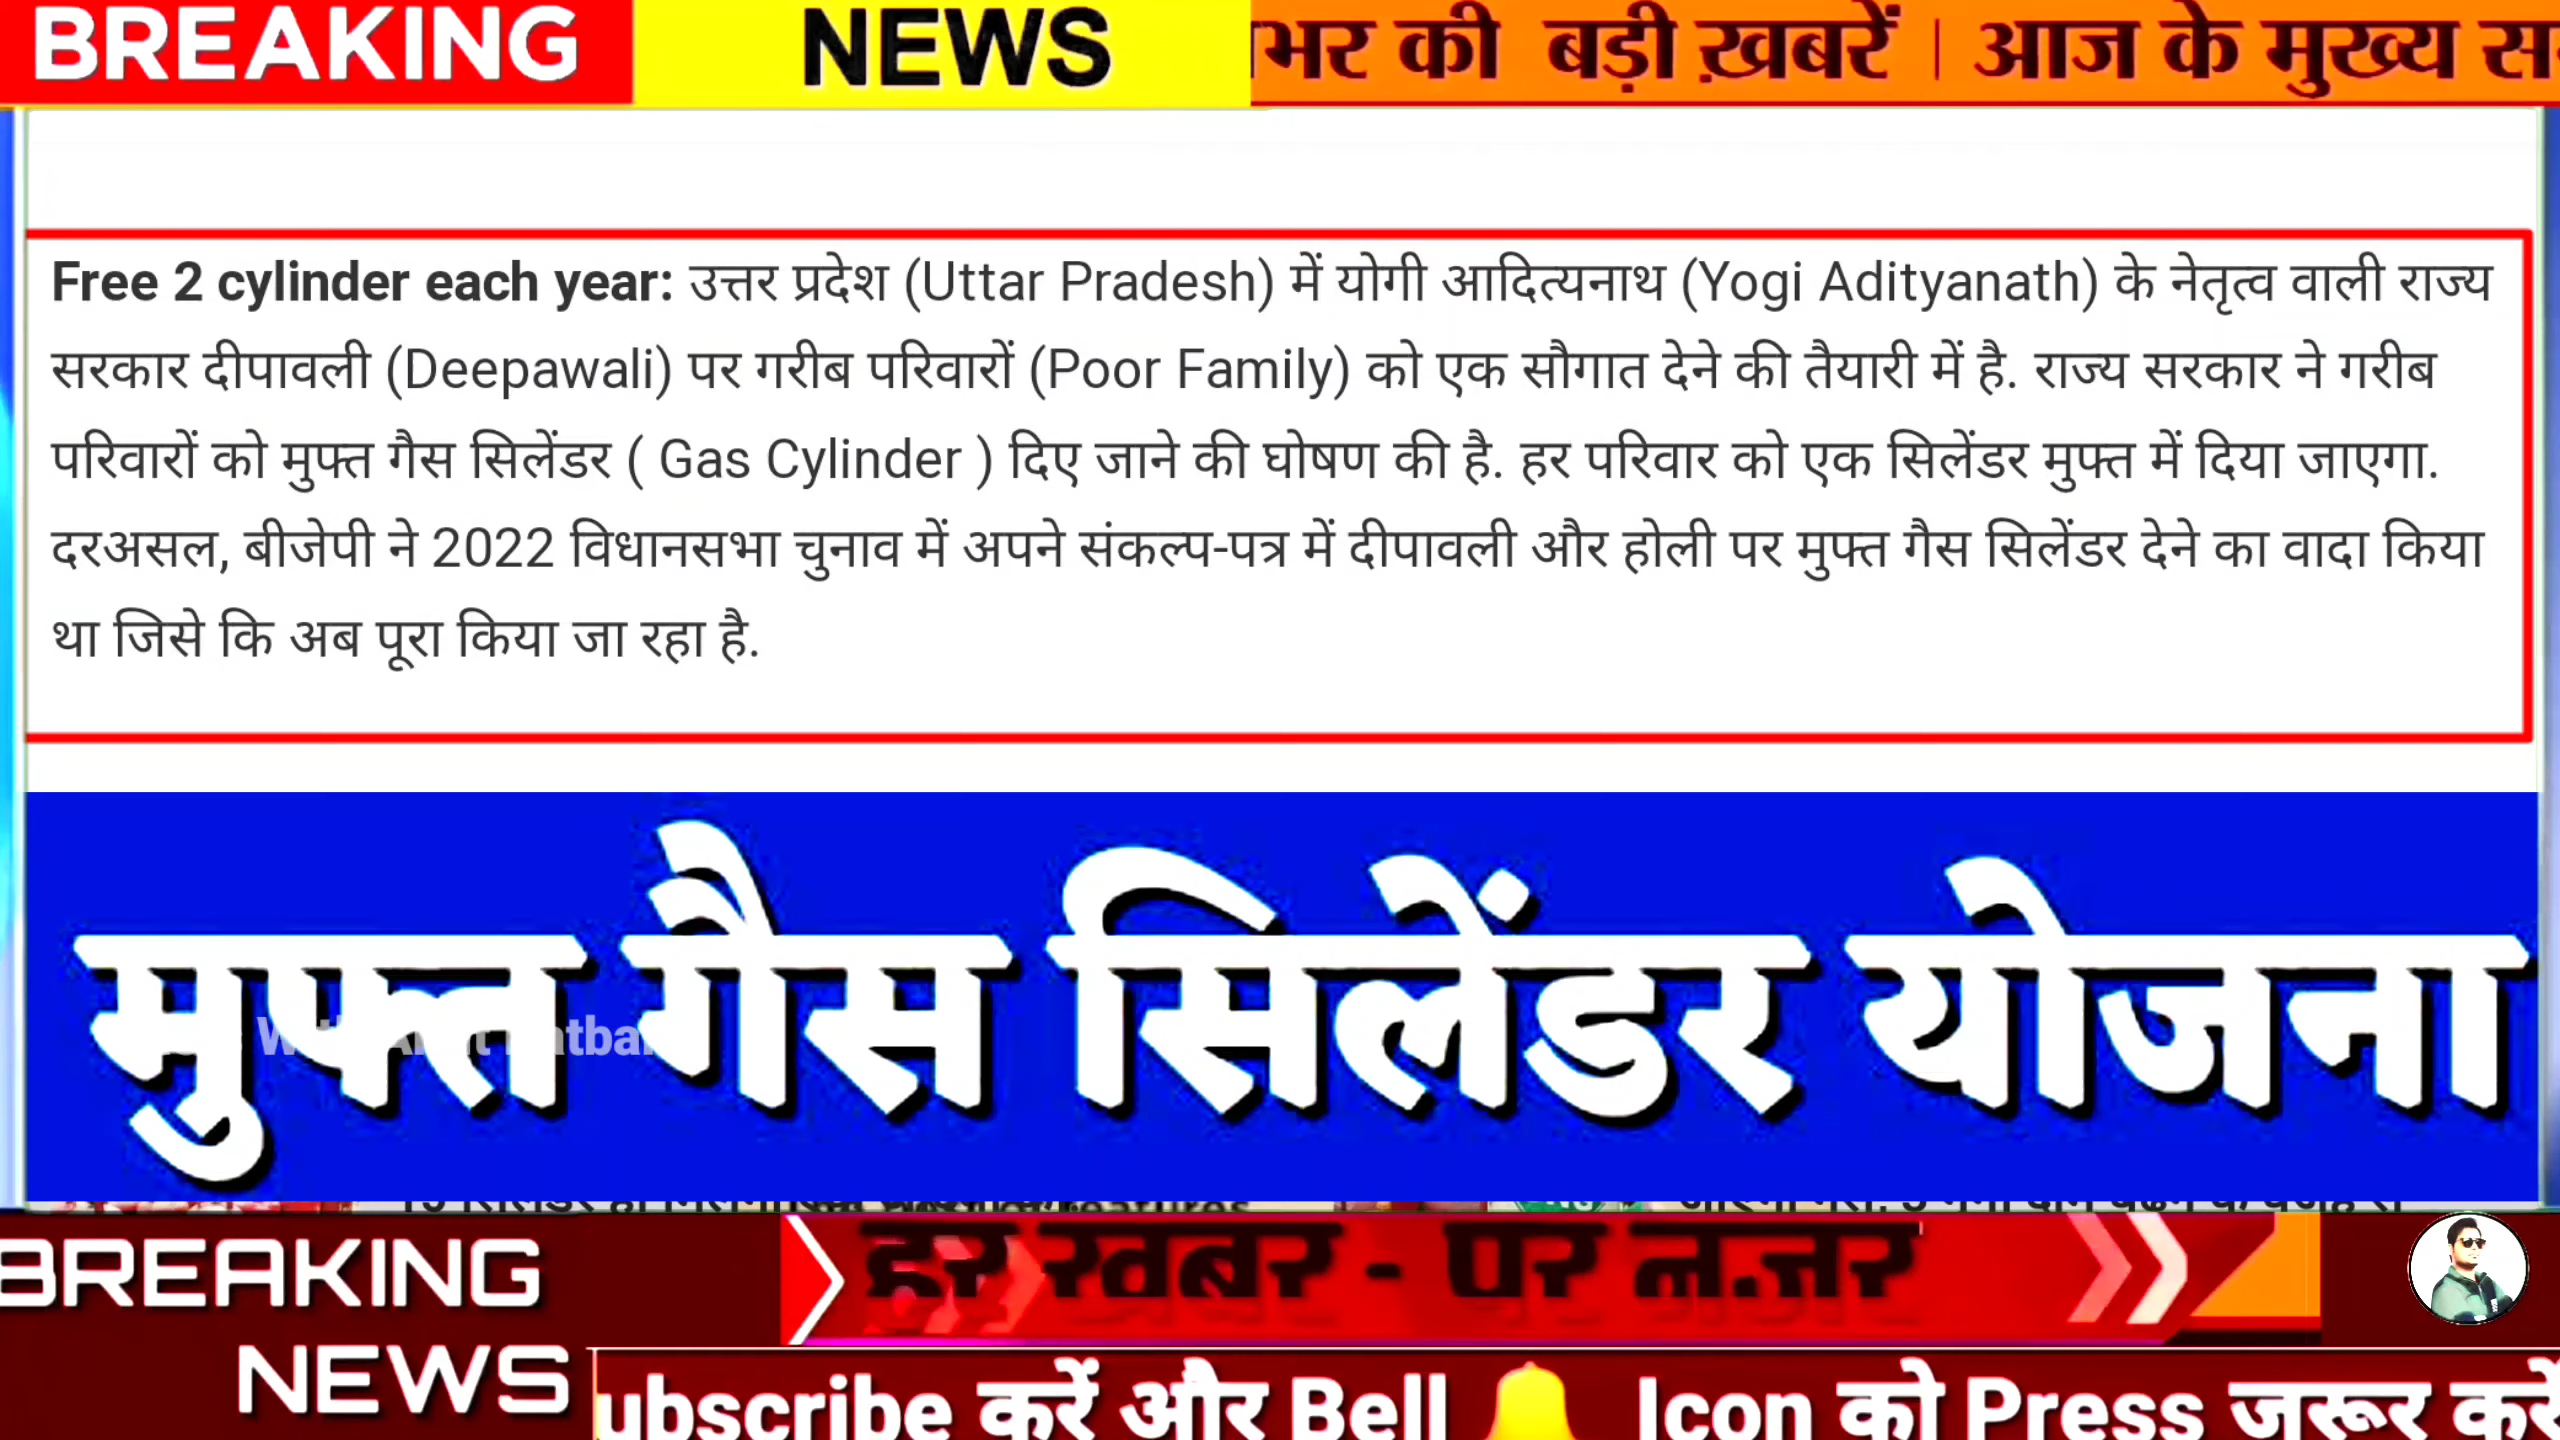 BREAKING NEWS भर की बड़ी ख़बरें | आज के मुख्य
Free 2 cylinder each year: उत्तर प्रदेश (Uttar Pradesh) में योगी आदित्यनाथ (Yogi Adityanath) के नेतृत्व वाली राज्य
सरकार दीपावली (Deepawali) पर गरीब परिवारों (Poor Family) को एक सौगात देने की तैयारी में है. राज्य सरकार ने गरीब
परिवारों को मुफ्त गैस सिलेंडर ( Gas Cylinder ) दिए जाने की घोषण की है. हर परिवार को एक सिलेंडर मुफ्त में दिया जाएगा.
दरअसल, बीजेपी ने 2022 विधानसभा चुनाव में अपने संकल्प-पत्र में दीपावली और होली पर मुफ्त गैस सिलेंडर देने का वादा किया
था जिसे कि अब पूरा किया जा रहा है.
मुफ्त गैस सिलेंडर योजना
BREAKING
NEWS
हर खबर - पर नजर
ubscribe करें और Bell 🔔 Icon को Press जरूर करें